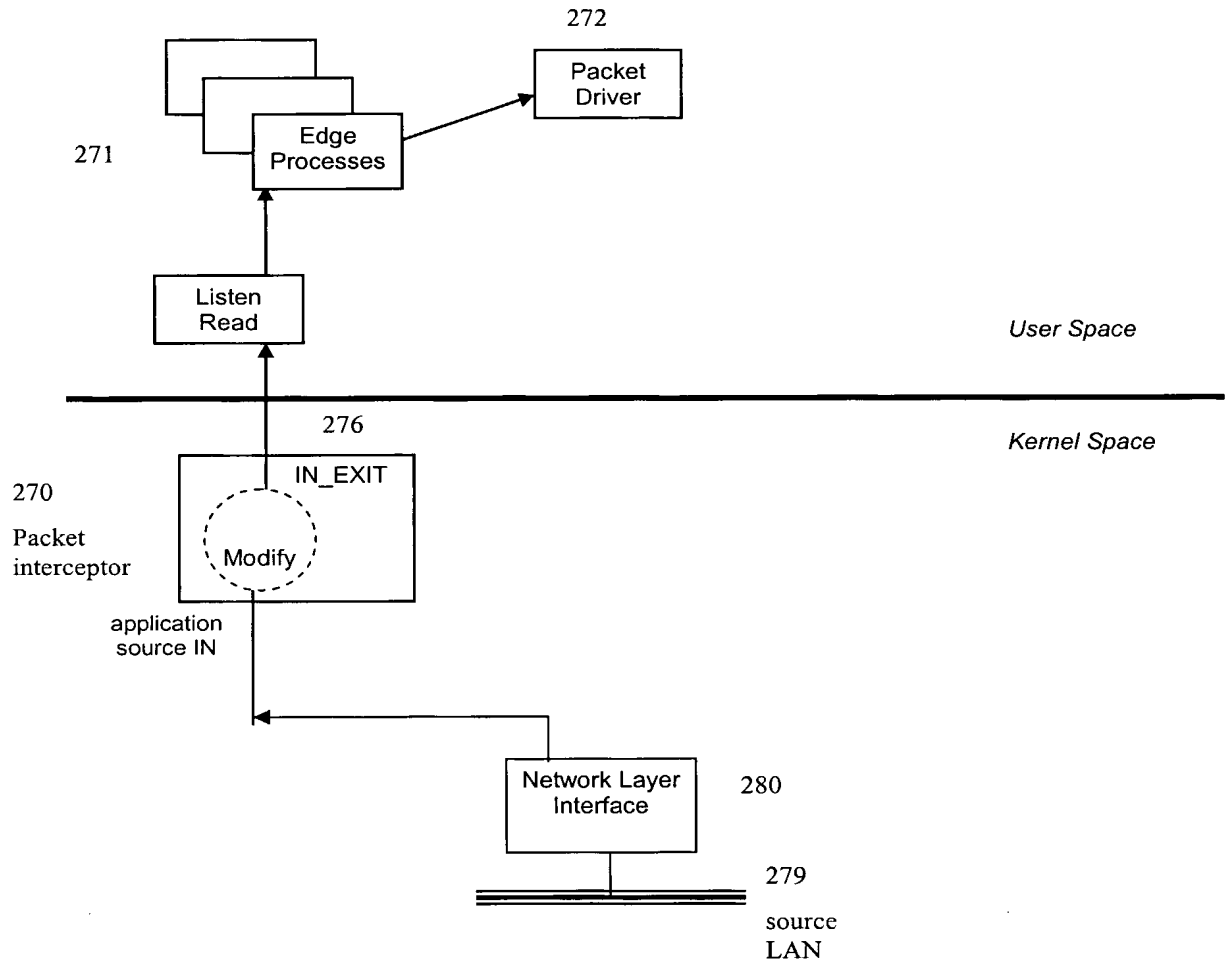 272
Packet
Driver
Edge
Processes
271
Listen
Read
User Space
276
Kernel Space
IN_EXIT
270
Packet
interceptor
Modify
application
source IN
Network Layer
Interface
280
279
source
LAN